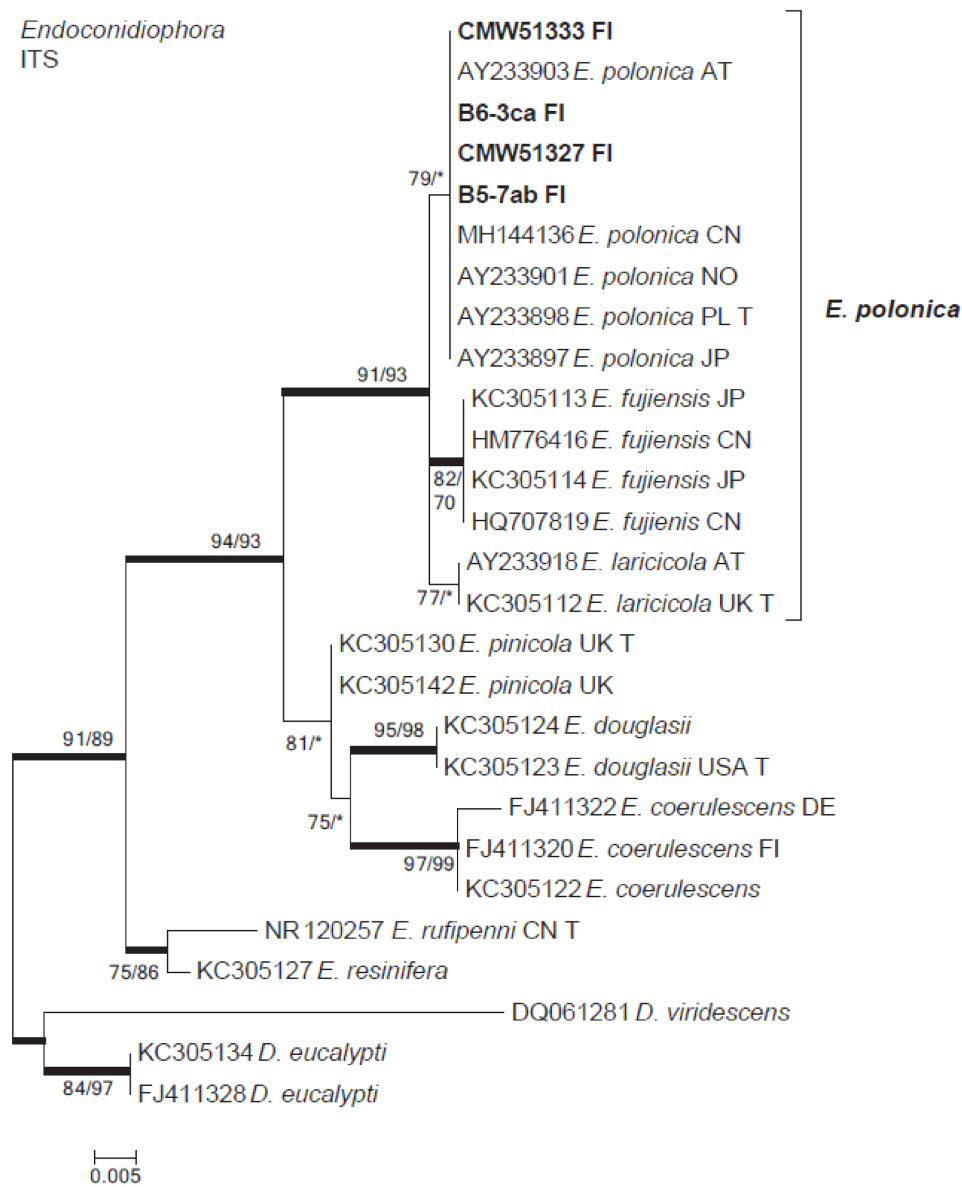 Endoconidiophora
ITS
CMW51333 FI
AY233903 E. polonica AT
B6-3ca FI
CMW51327 FI
79/*
B5-7ab FI
MH144136 E. polonica CN
AY233901 E. polonica NO
AY233898 E. polonica PL T
E. polonica
AY233897 E. polonica JP
91/93
KC305113 E. fujiensis JP
HM776416 E. fujiensis CN
82/
70
KC305114 E. fujiensis JP
HQ707819 E. fujienis CN
94/93
AY233918 E. laricicola AT
77/*
KC305112 E. laricicola UK T
KC305130 E. pinicola UK T
KC305142 E. pinicola UK
91/89
81/*
95/98
KC305124 E. douglasii
KC305123 E. douglasii USA T
75/*
FJ411322 E. coerulescens DE
97/99
FJ411320 E. coerulescens FI
KC305122 E. coerulescens
NR 120257 E. rufipenni CN T
75/86
KC305127 E. resinifera
DQ061281 D. viridescens
KC305134 D. eucalypti
84/97
FJ411328 D. eucalypti
0.005